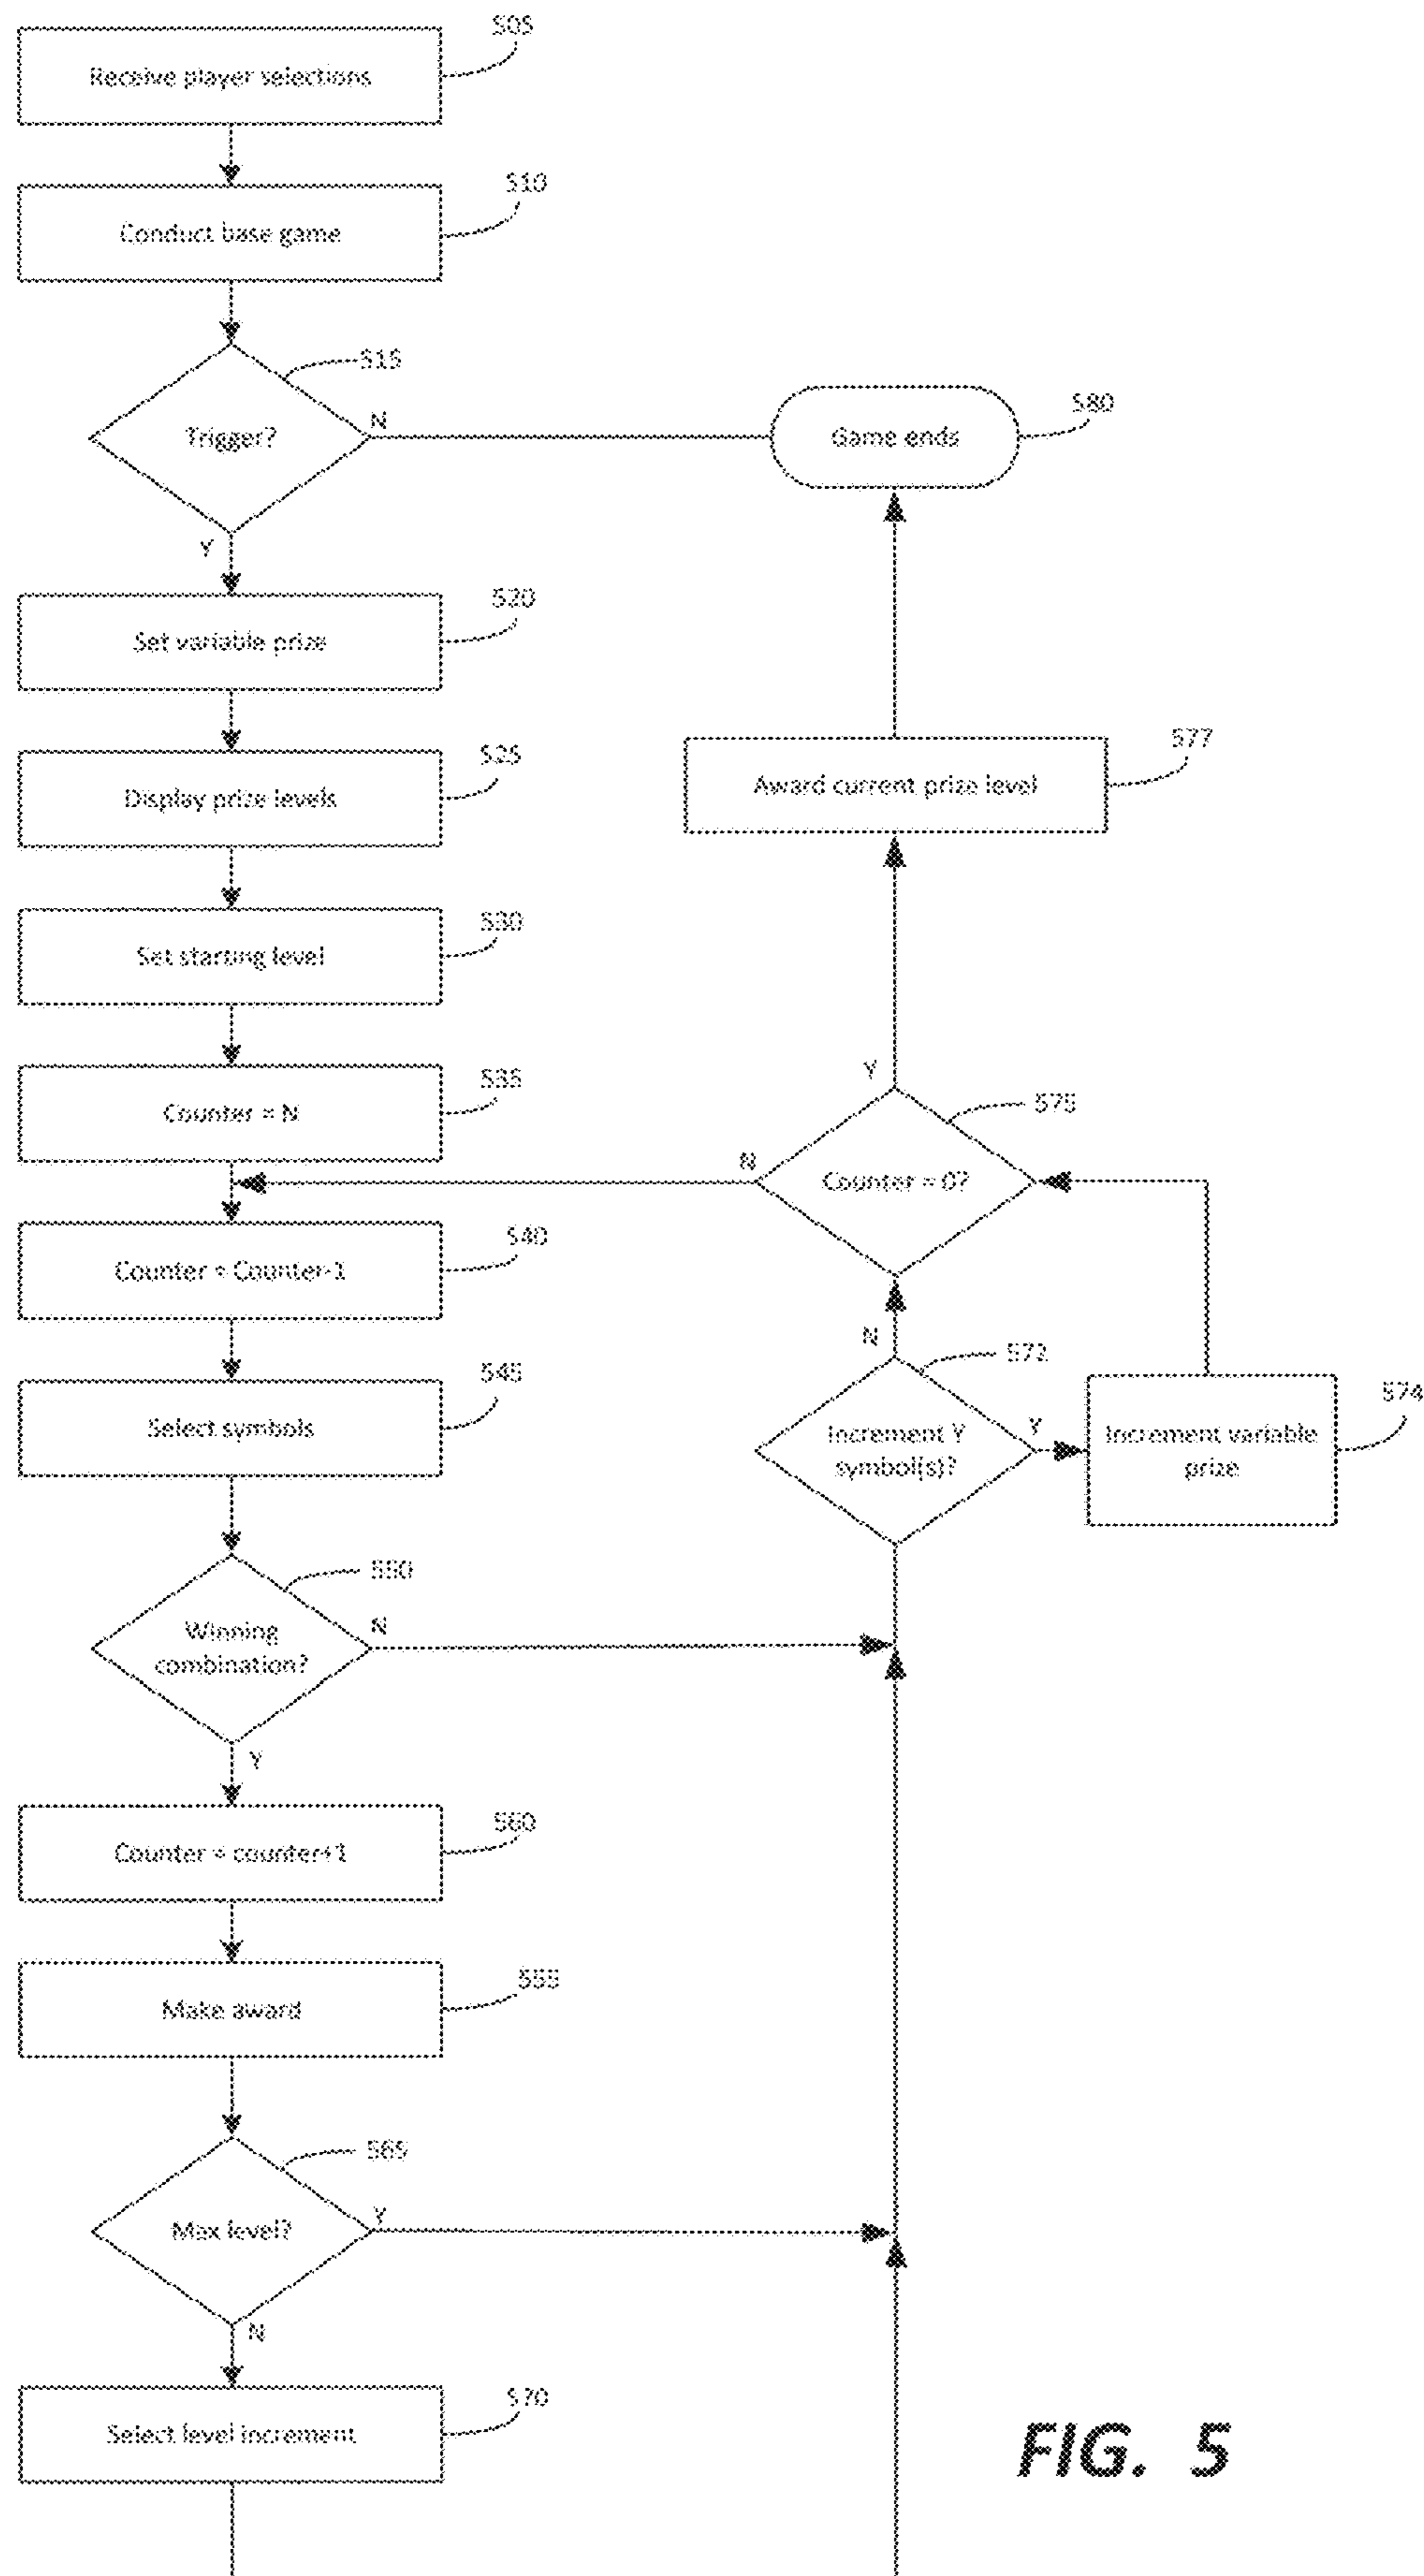 505
Receive player selections
510
Conduct base game
515
Trigger?
N
Y
580
Game ends
520
Set variable prize
525
Display prize levels
577
Award current prize level
530
Set starting level
535
Counter = N
Y
575
N
Counter = 0?
540
Counter = Counter-1
N
572
545
Select symbols
Increment Y
symbol(s)?
Y
574
Increment variable
prize
550
Winning
combination?
N
Y
560
Counter = counter+1
555
Make award
565
Max level?
Y
N
570
Select level increment
FIG. 5